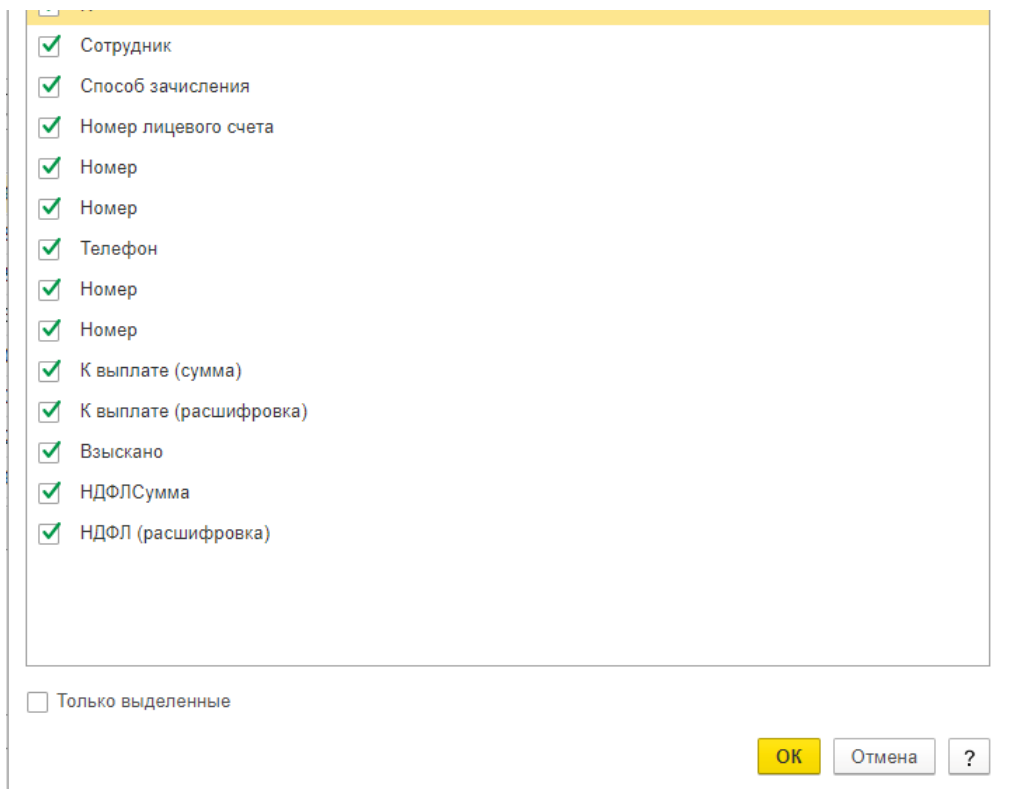 Сотрудник
Способ зачисления
Номер лицевого счета
Номер
Номер
Телефон
Номер
Номер
К выплате (сумма)
К выплате (расшифровка)
Взыскано
НДФЛСумма
НДФЛ (расшифровка)
Только выделенные
ОК Отмена ?